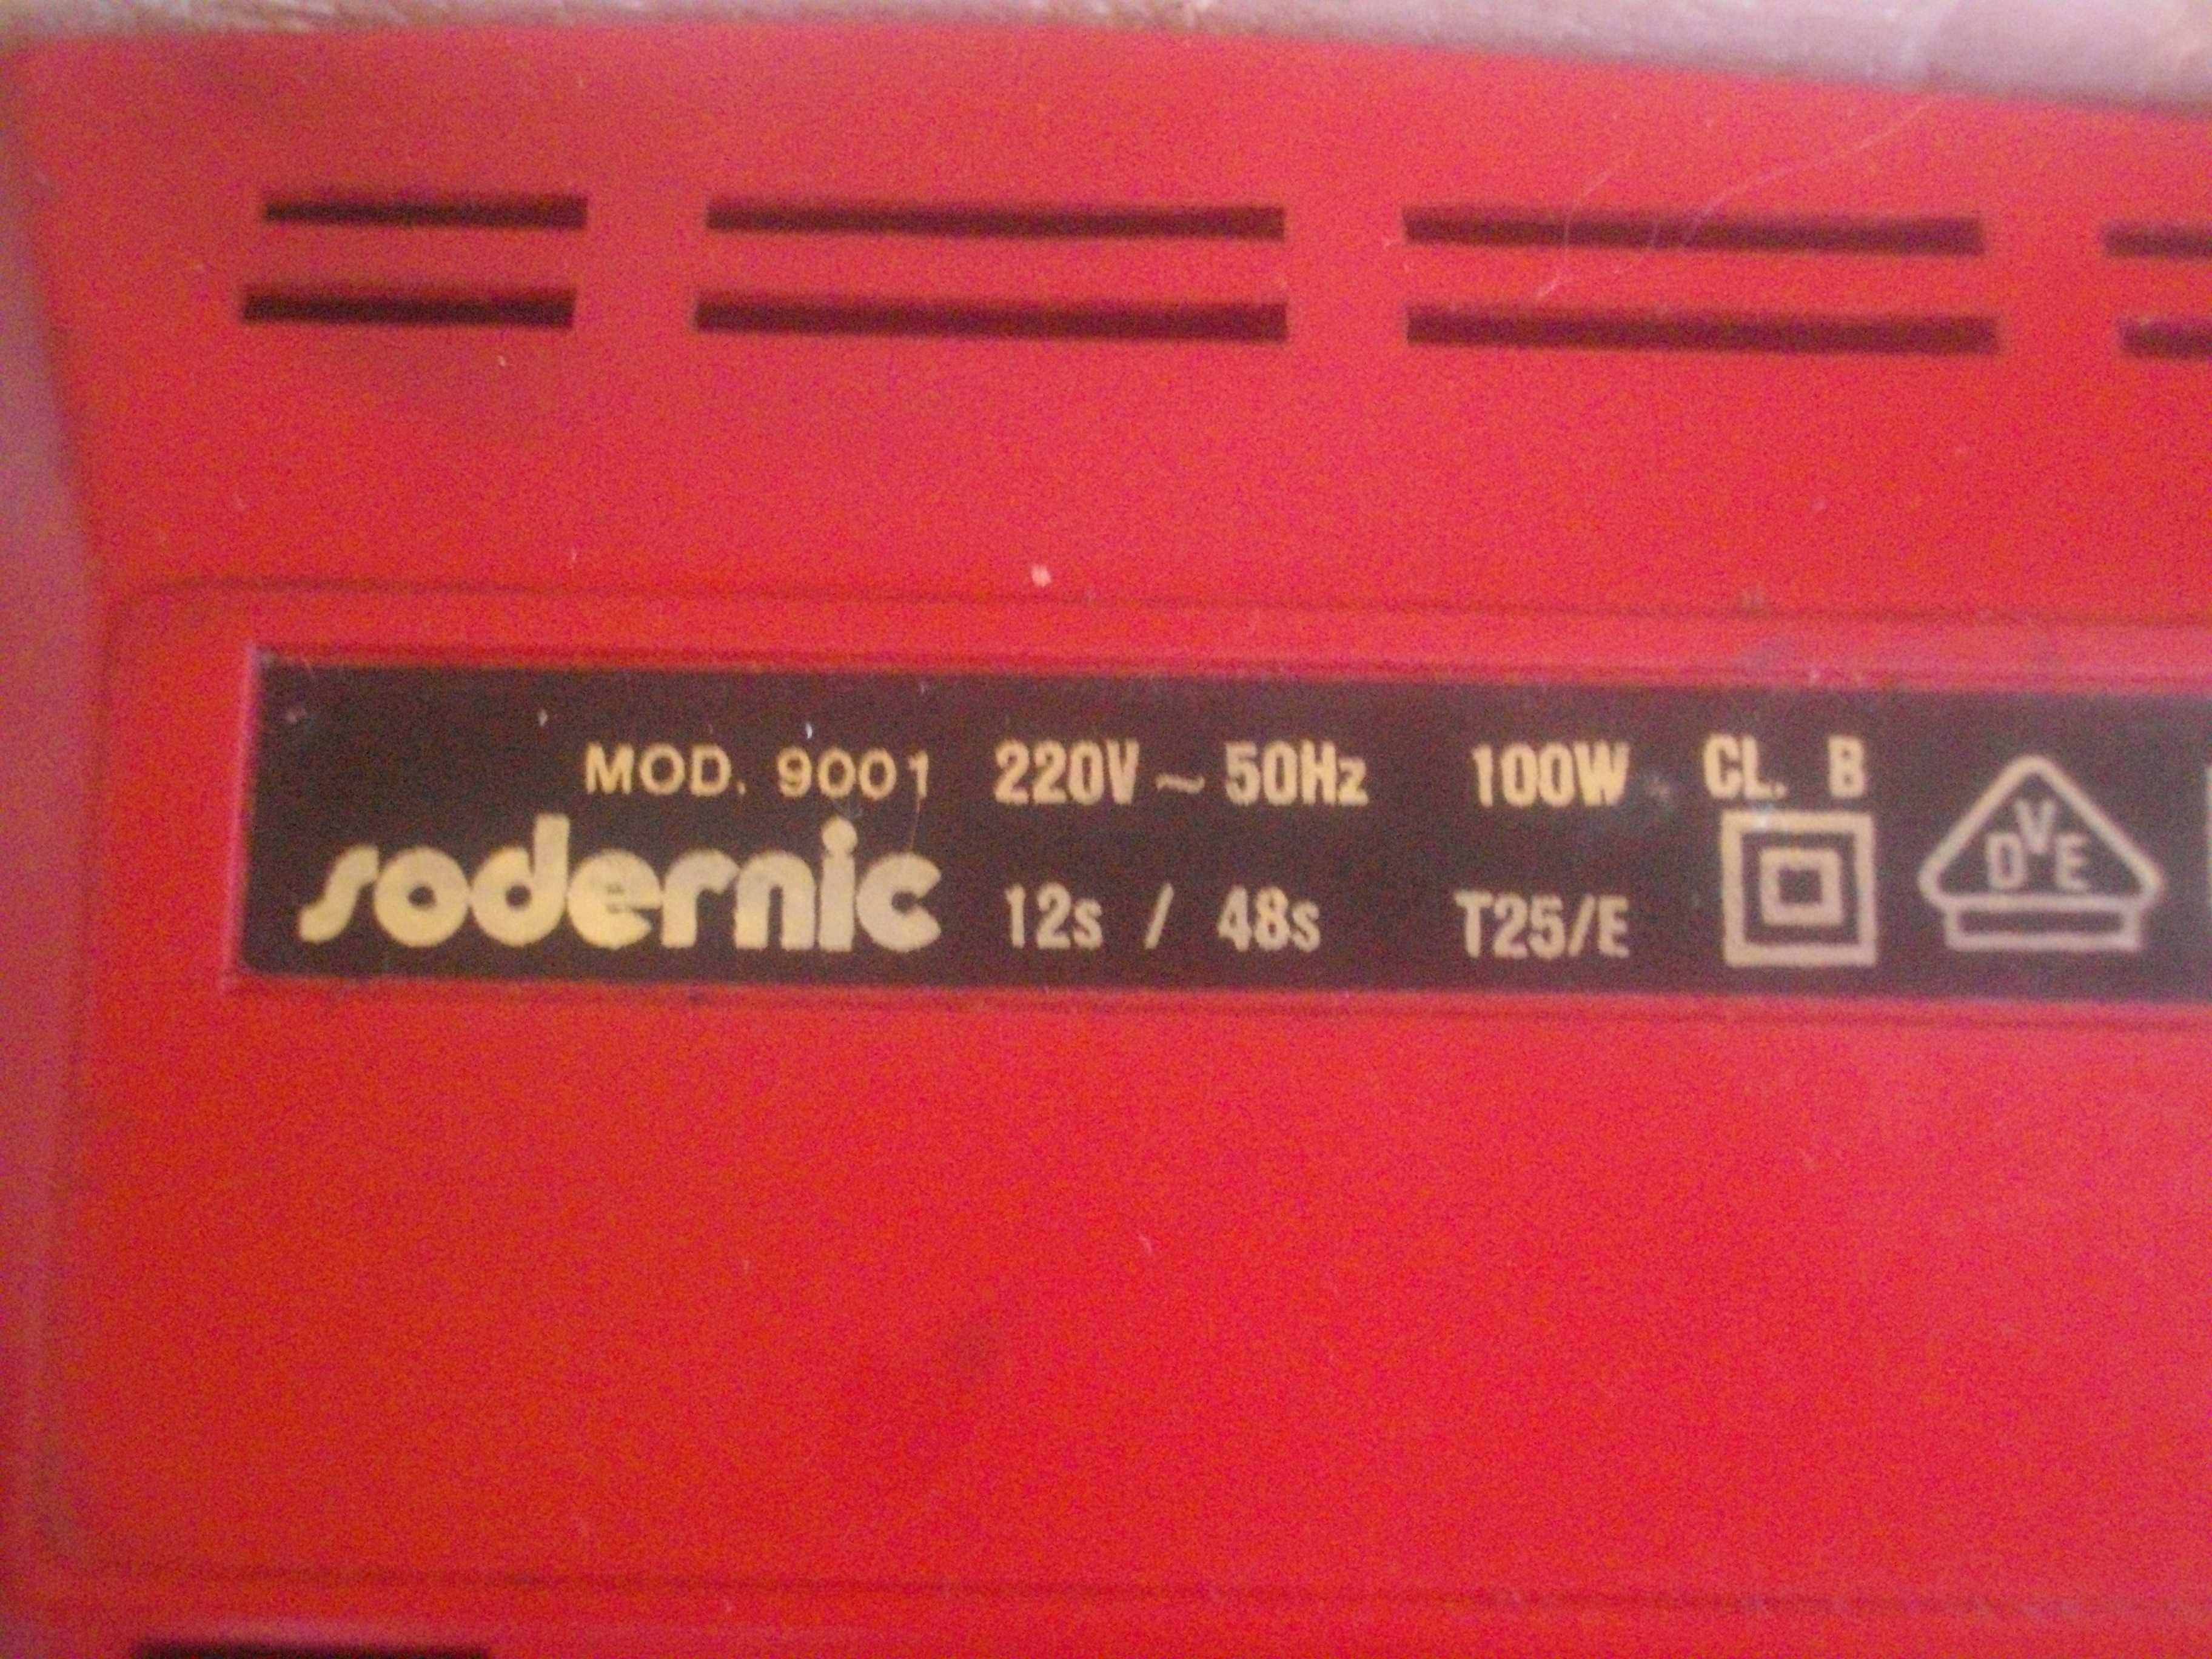 MOD. 9001 220V ~ 50Hz 100W CL. B
sodernic 12s / 48s T25/E
DVE